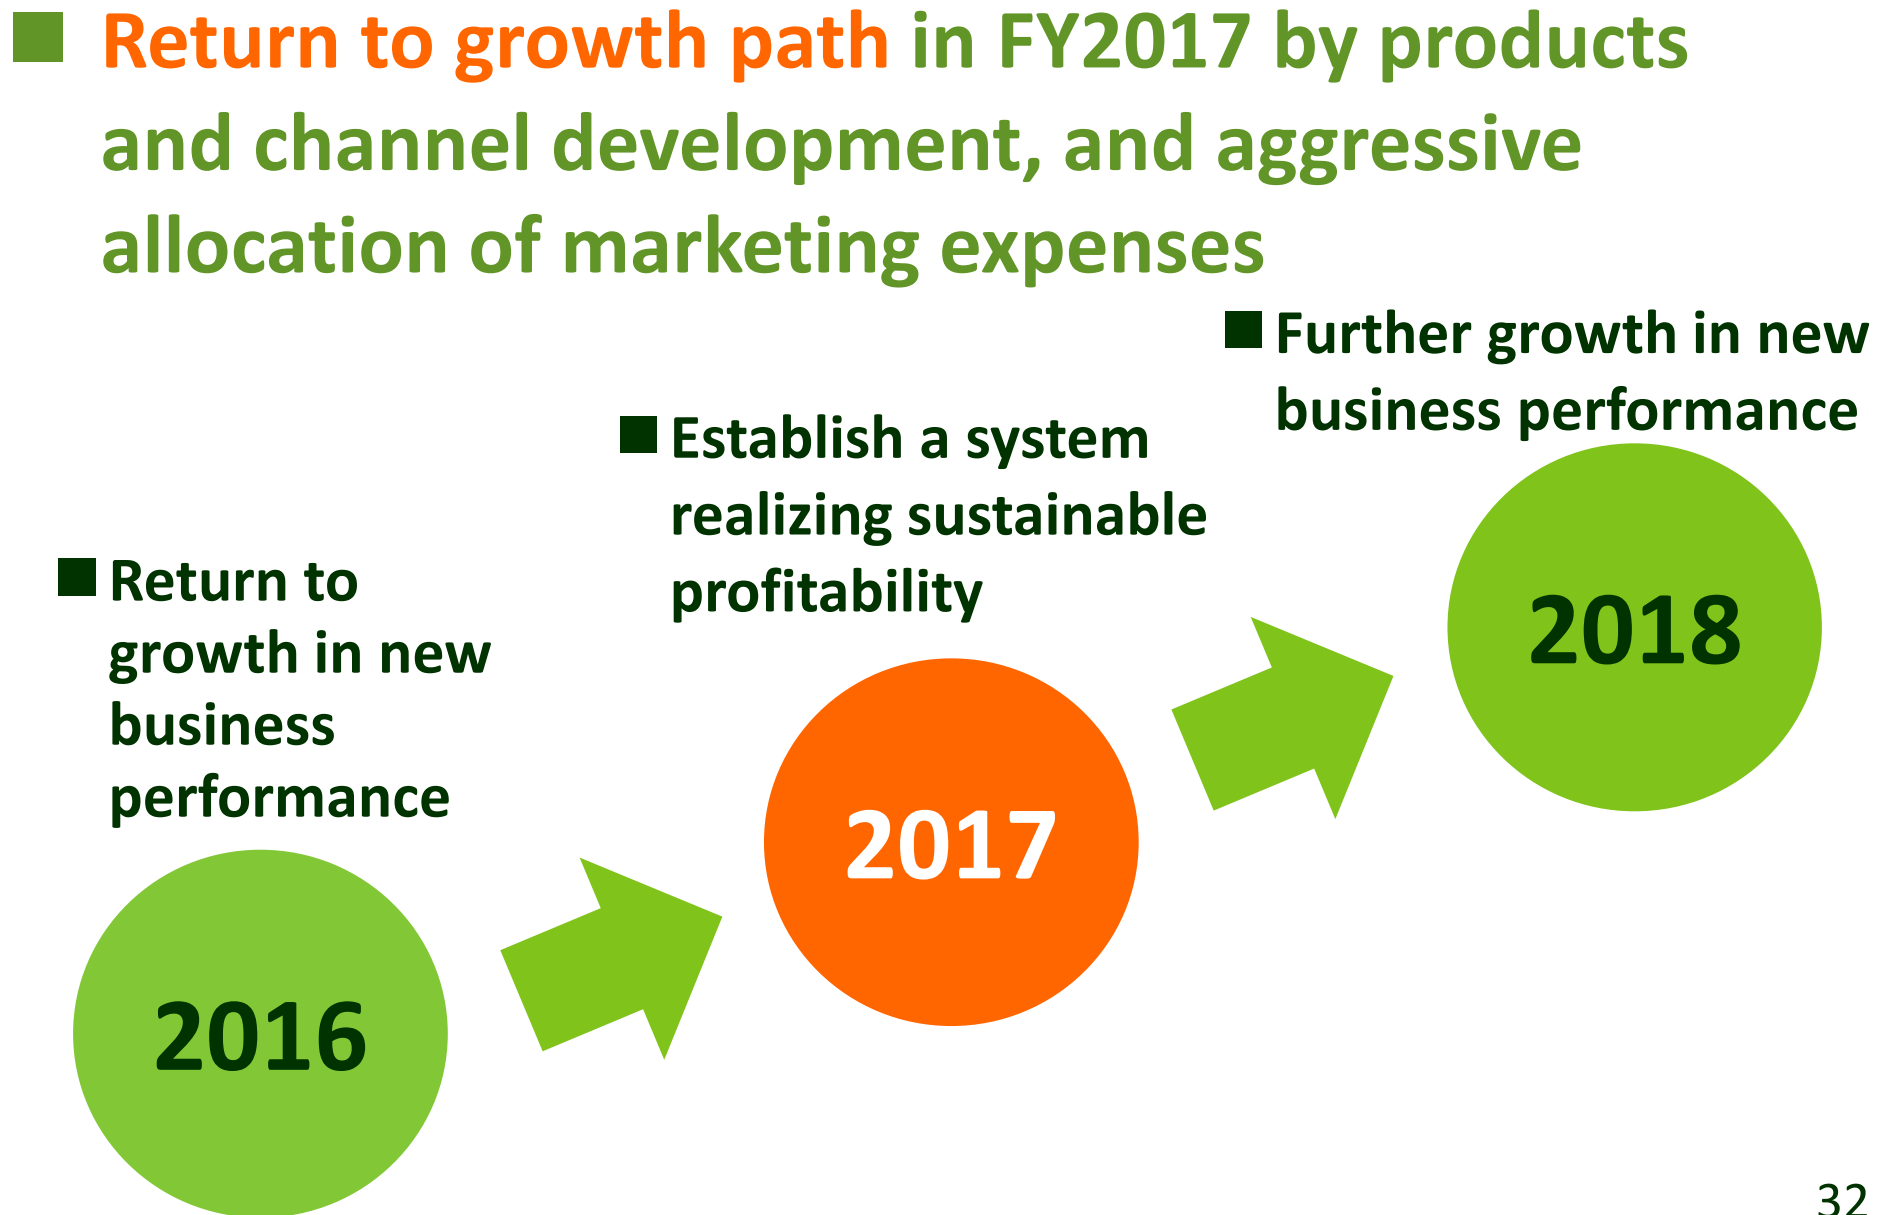 Return to growth path in FY2017 by products
and channel development, and aggressive
allocation of marketing expenses
Return to
growth in new
business
performance
2016
Establish a system
realizing sustainable
profitability
2017
Further growth in new
business performance
2018
32